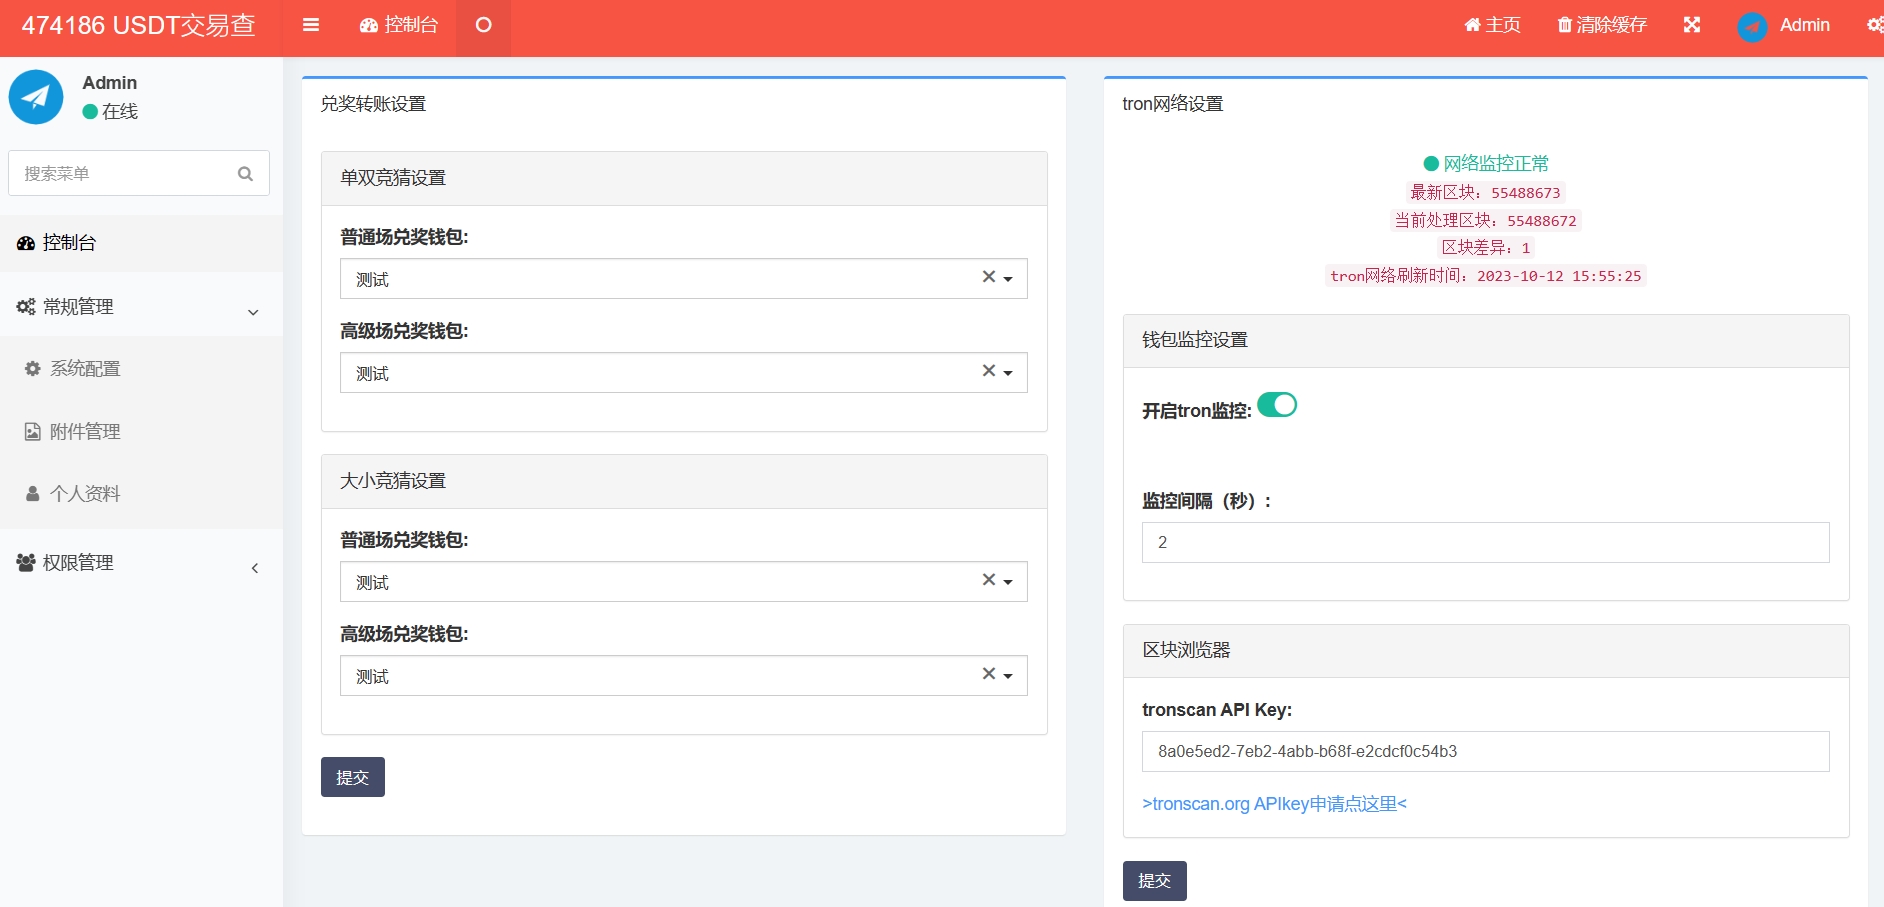 474186 USDT交易查
控制台
主页
清除缓存
Admin
Admin
在线
搜索菜单
控制台
常规管理
系统配置
附件管理
个人资料
权限管理
兑奖转账设置
单双竞猜设置
普通场兑奖钱包:
测试
高级场兑奖钱包:
测试
大小竞猜设置
普通场兑奖钱包:
测试
高级场兑奖钱包:
测试
提交
tron网络设置
网络监控正常
最新区块：55488673
当前处理区块：55488672
区块差异：1
tron网络刷新时间：2023-10-12 15:55:25
钱包监控设置
开启tron监控:
监控间隔（秒）:
2
区块浏览器
tronscan API Key:
8a0e5ed2-7eb2-4abb-b68f-e2cdcf0c54b3
>tronscan.org APIkey申请点这里<
提交